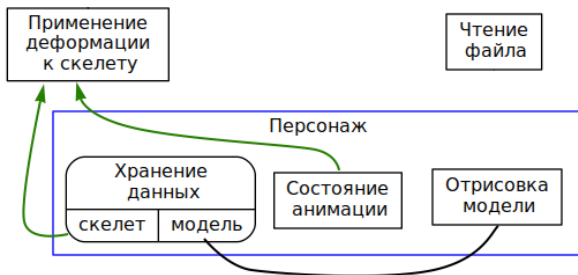 Применение
деформации
к скелету
Чтение
файла
Персонаж
Хранение
данных
скелет
модель
Состояние
анимации
Отрисовка
модели